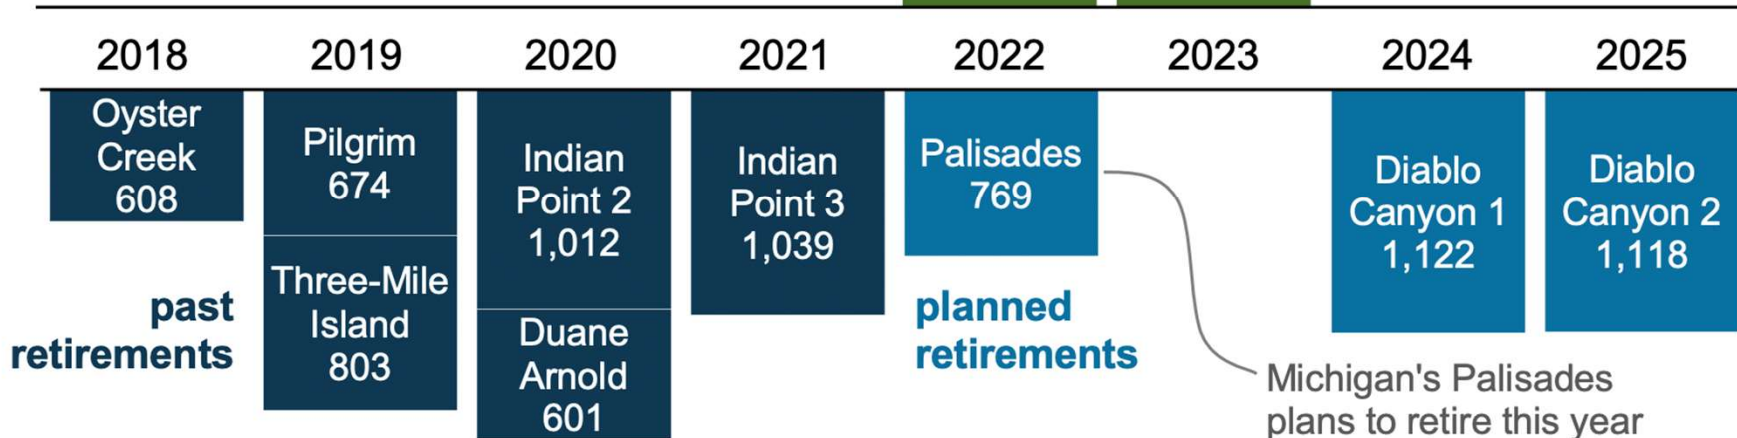 2018 2019 2020 2021 2022 2023 2024 2025
Oyster
Creek
608
Pilgrim
674
Three-Mile
Island
803
Indian
Point 2
1,012
Duane
Arnold
601
Indian
Point 3
1,039
Palisades
769
Diablo
Canyon 1
1,122
Diablo
Canyon 2
1,118
past
retirements
planned
retirements
Michigan's Palisades
plans to retire this year